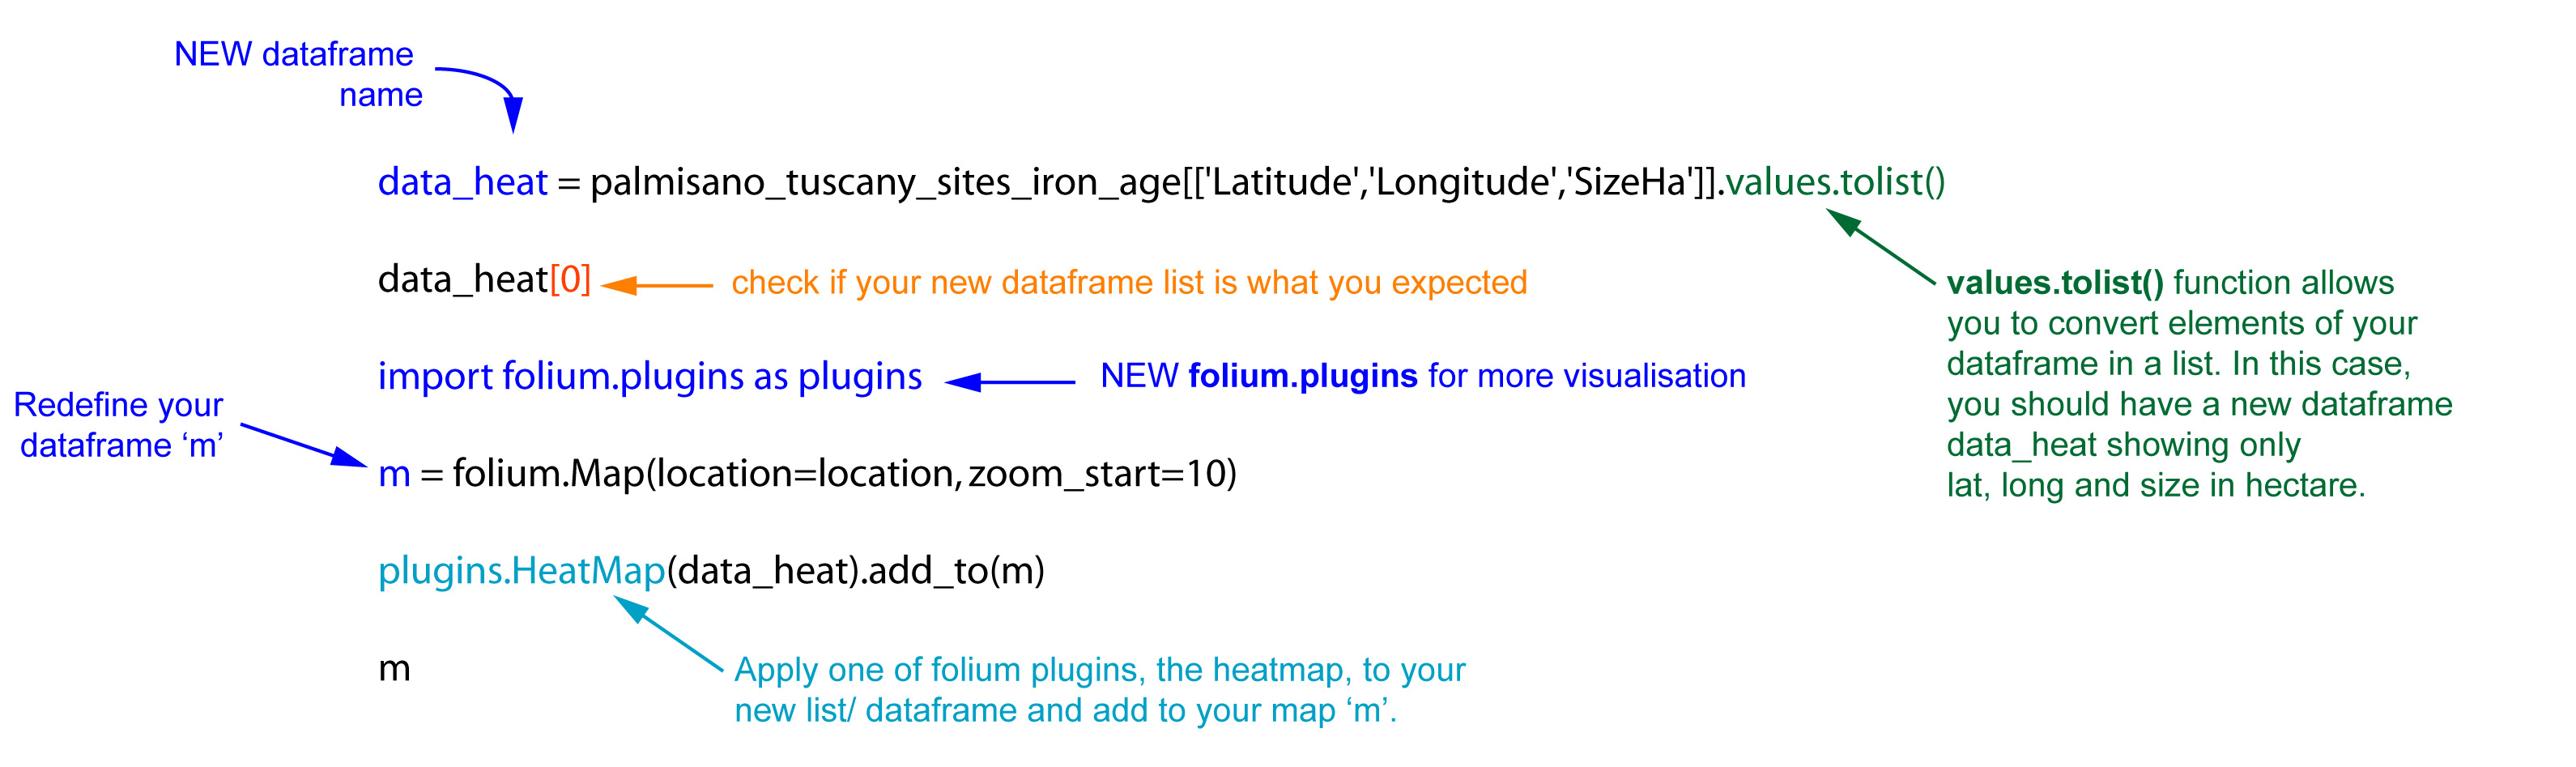 NEW dataframe
name
data_heat = palmisano_tuscany_sites_iron_age[['Latitude','Longitude','SizeHa']].values.tolist()
data_heat[0]
check if your new dataframe list is what you expected
values.tolist() function allows
you to convert elements of your
dataframe in a list. In this case,
you should have a new dataframe
data_heat showing only
lat, long and size in hectare.
import folium.plugins as plugins
NEW folium.plugins for more visualisation
Redefine your
dataframe ‘m’
m = folium.Map(location=location, zoom_start=10)
plugins.HeatMap(data_heat).add_to(m)
Apply one of folium plugins, the heatmap, to your
new list/ dataframe and add to your map ‘m’.
m